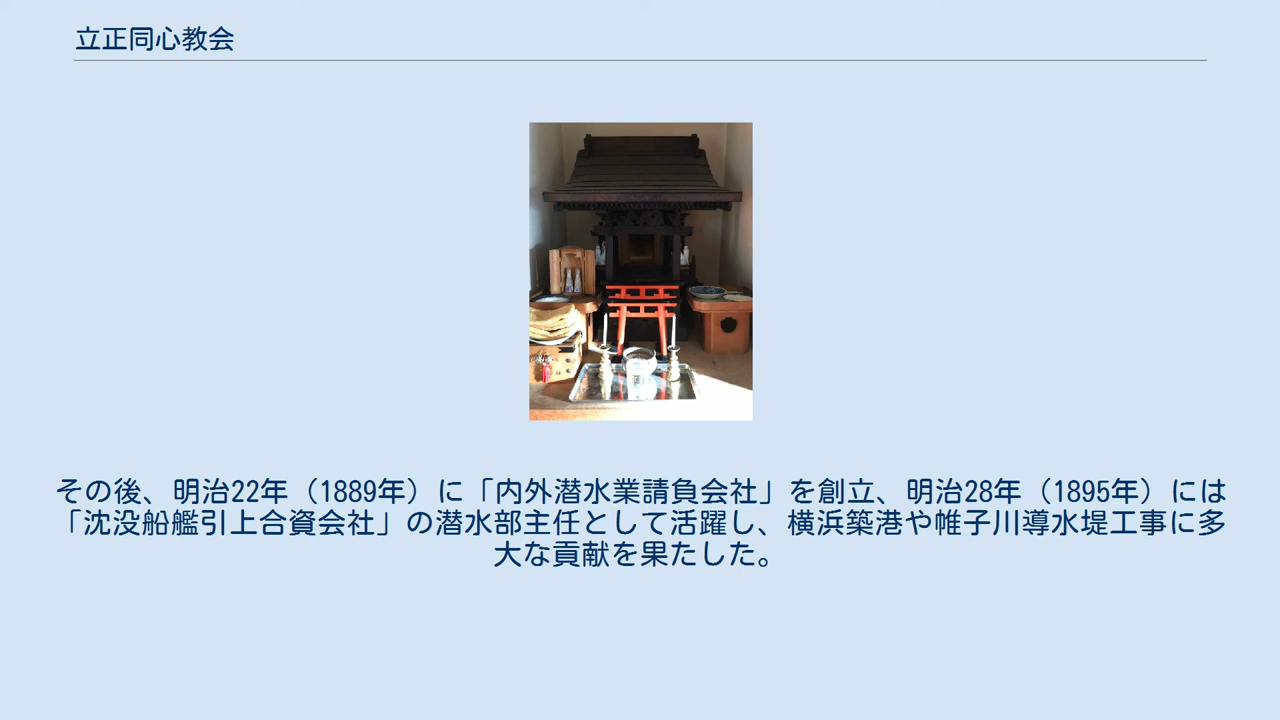 立正同心教会
その後、明治22年（1889年）に「内外潜水業請負会社」を創立、明治28年（1895年）には
「沈没船艦引上合資会社」の潜水部主任として活躍し、横浜築港や帷子川導水堤工事に多
大な貢献を果たした。